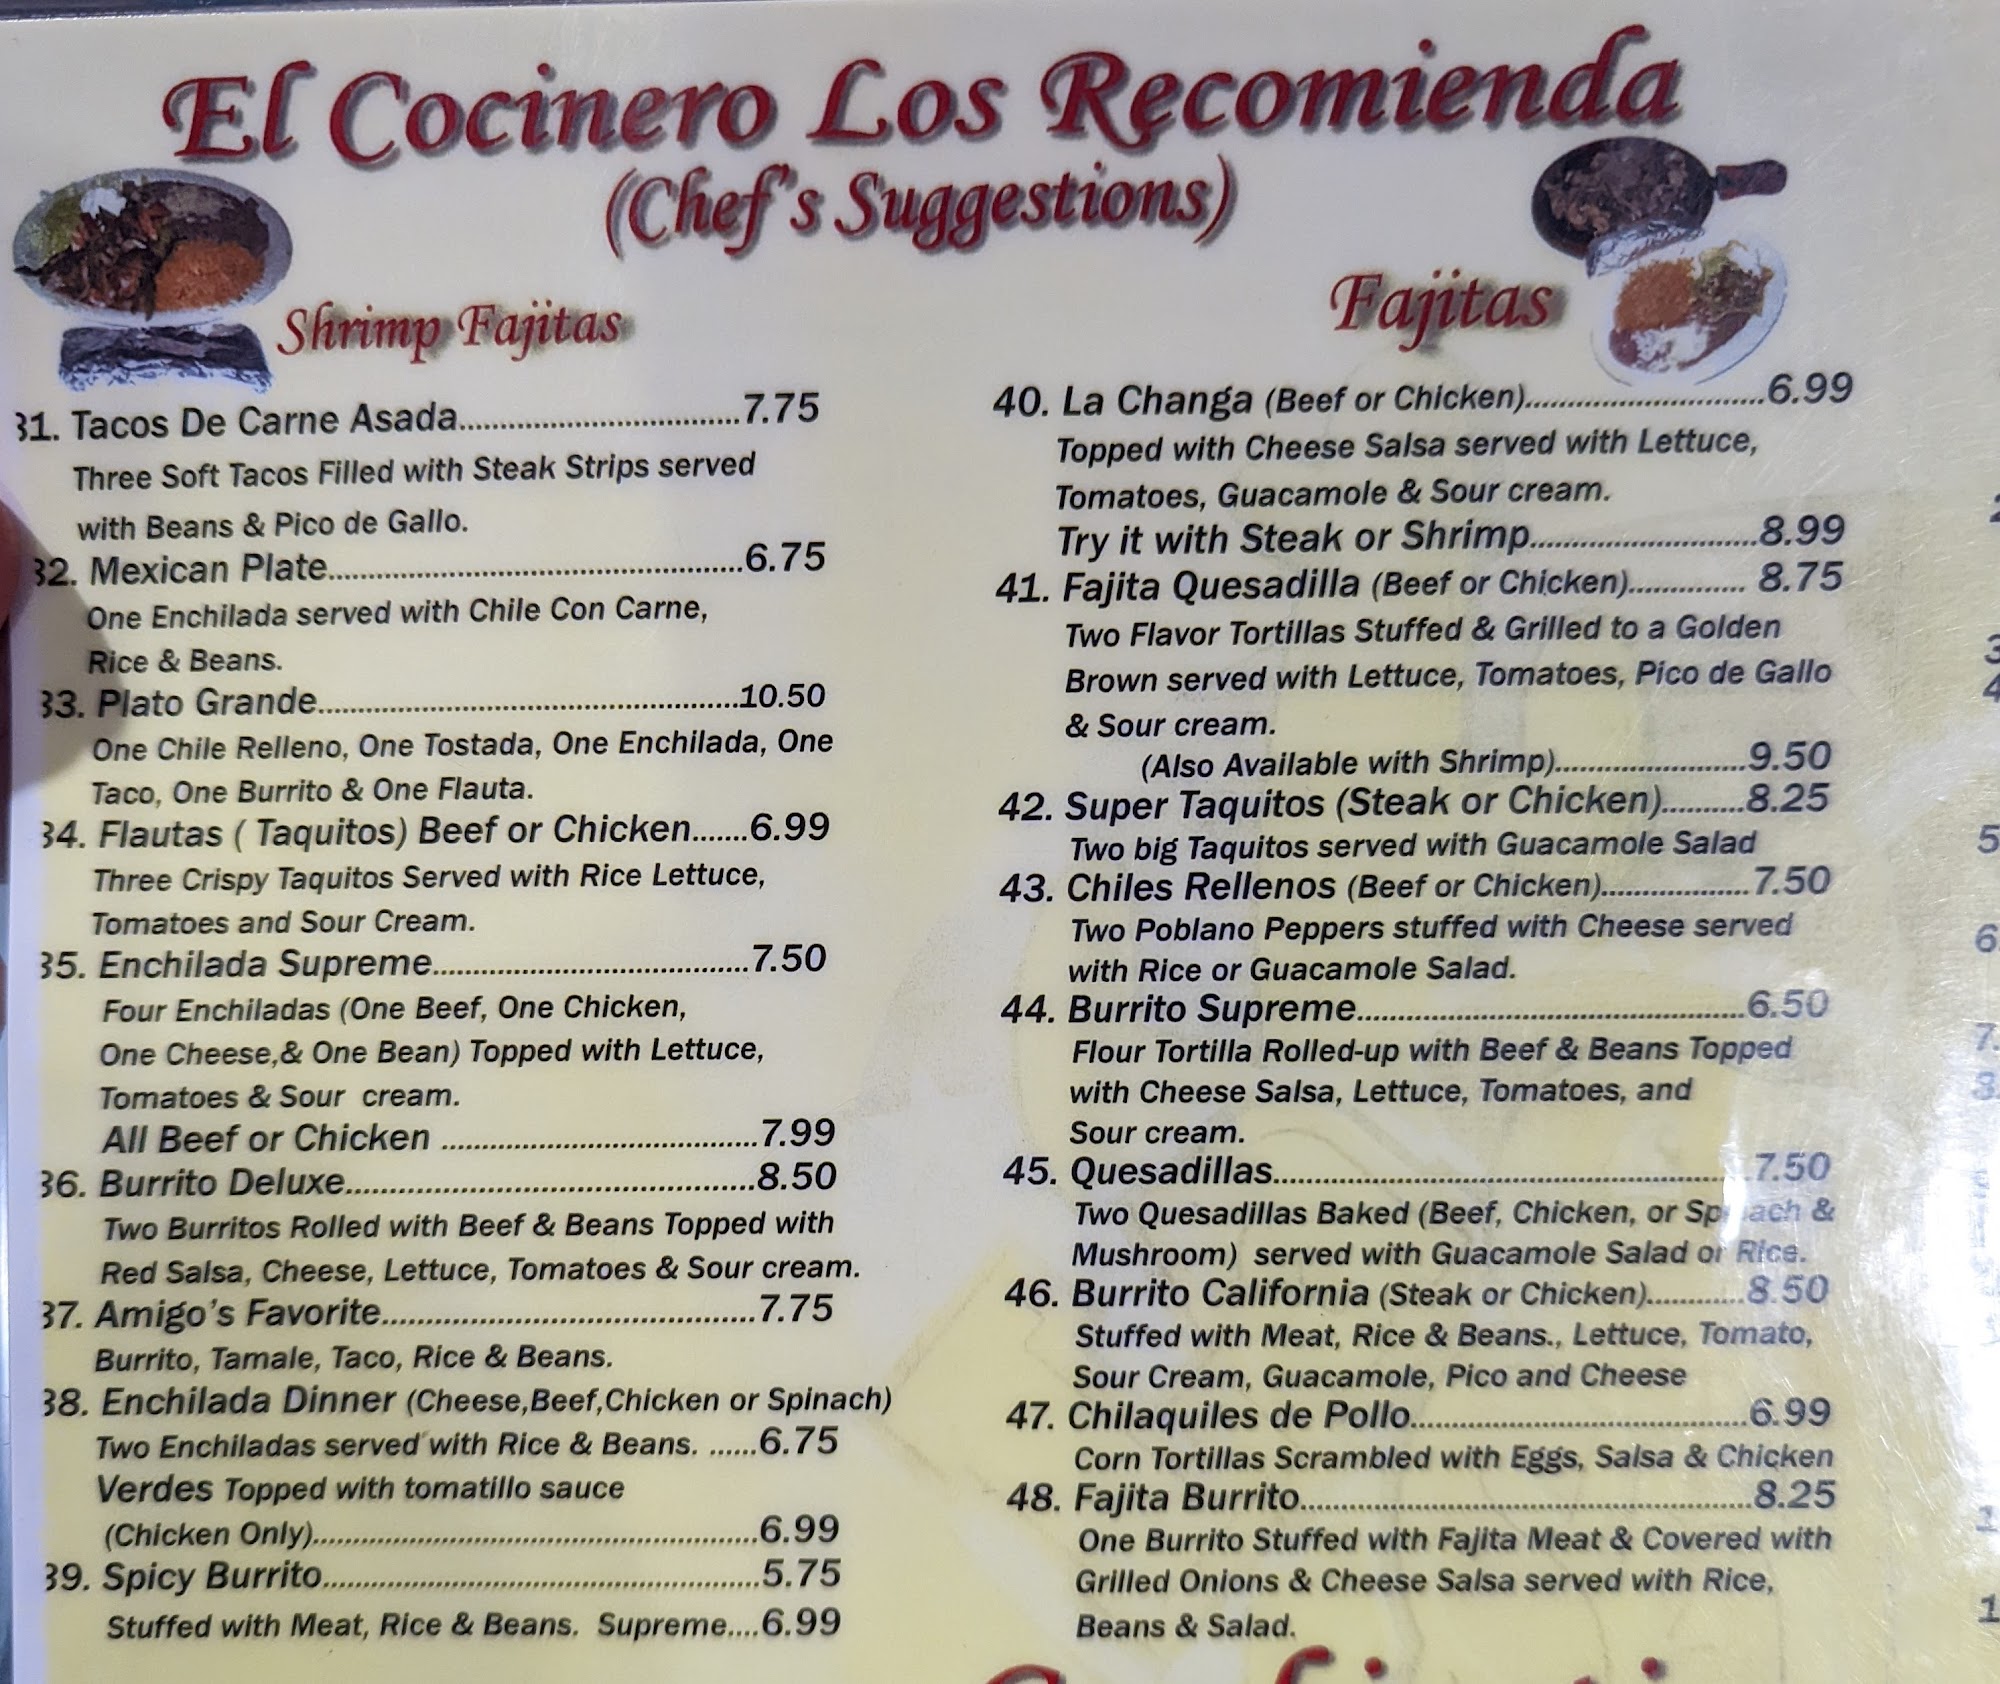 El Cocinero Los Recomienda
(Chef's Suggestions)
Shrimp Fajitas
31. Tacos De Carne Asada.................................7.75
Three Soft Tacos Filled with Steak Strips served
with Beans & Pico de Gallo.
32. Mexican Plate.................................................6.75
One Enchilada served with Chile Con Carne,
Rice & Beans.
33. Plato Grande..................................................10.50
One Chile Relleno, One Tostada, One Enchilada, One
Taco, One Burrito & One Flauta.
34. Flautas ( Taquitos) Beef or Chicken.......6.99
Three Crispy Taquitos Served with Rice Lettuce,
Tomatoes and Sour Cream.
35. Enchilada Supreme......................................7.50
Four Enchiladas (One Beef, One Chicken,
One Cheese,& One Bean) Topped with Lettuce,
Tomatoes & Sour cream.
All Beef or Chicken ......................................7.99
36. Burrito Deluxe.................................................8.50
Two Burritos Rolled with Beef & Beans Topped with
Red Salsa, Cheese, Lettuce, Tomatoes & Sour cream.
37. Amigo's Favorite.............................................7.75
Burrito, Tamale, Taco, Rice & Beans.
38. Enchilada Dinner (Cheese,Beef,Chicken or Spinach)
Two Enchiladas served with Rice & Beans. ......6.75
Verdes Topped with tomatillo sauce
(Chicken Only).....................................................6.99
39. Spicy Burrito....................................................5.75
Stuffed with Meat, Rice & Beans. Supreme....6.99
Fajitas
40. La Changa (Beef or Chicken).............................6.99
Topped with Cheese Salsa served with Lettuce,
Tomatoes, Guacamole & Sour cream.
Try it with Steak or Shrimp...........................8.99
41. Fajita Quesadilla (Beef or Chicken).............. 8.75
Two Flavor Tortillas Stuffed & Grilled to a Golden
Brown served with Lettuce, Tomatoes, Pico de Gallo
& Sour cream.
(Also Available with Shrimp).......................9.50
42. Super Taquitos (Steak or Chicken)..........8.25
Two big Taquitos served with Guacamole Salad
43. Chiles Rellenos (Beef or Chicken)..................7.50
Two Poblano Peppers stuffed with Cheese served
with Rice or Guacamole Salad.
44. Burrito Supreme...............................................6.50
Flour Tortilla Rolled-up with Beef & Beans Topped
with Cheese Salsa, Lettuce, Tomatoes, and
Sour cream.
45. Quesadillas.........................................................7.50
Two Quesadillas Baked (Beef, Chicken, or Spinach &
Mushroom) served with Guacamole Salad or Rice.
46. Burrito California (Steak or Chicken)............8.50
Stuffed with Meat, Rice & Beans., Lettuce, Tomato,
Sour Cream, Guacamole, Pico and Cheese
47. Chilaquiles de Pollo.........................................6.99
Corn Tortillas Scrambled with Eggs, Salsa & Chicken
48. Fajita Burrito......................................................8.25
One Burrito Stuffed with Fajita Meat & Covered with
Grilled Onions & Cheese Salsa served with Rice,
Beans & Salad.